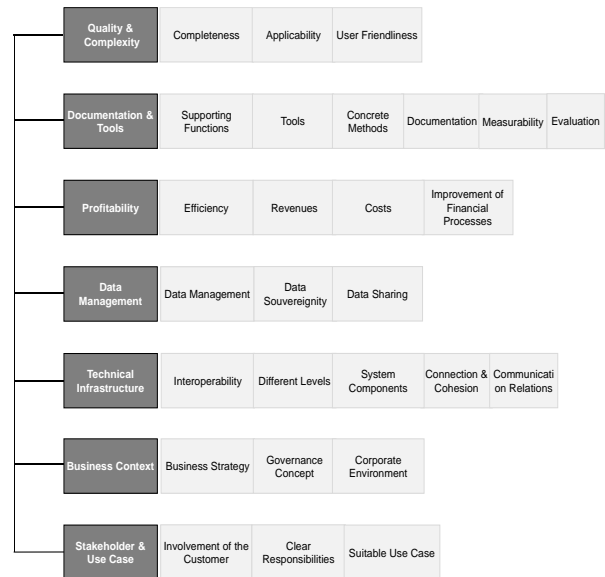 Quality &
Complexity
Completeness
Applicability
User Friendliness
Documentation &
Tools
Supporting
Functions
Tools
Concrete
Methods
Documentation
Measurability
Evaluation
Profitability
Efficiency
Revenues
Costs
Improvement of
Financial
Processes
Data
Management
Data Management
Data
Souvereignity
Data Sharing
Technical
Infrastructure
Interoperability
Different Levels
System
Components
Connection &
Cohesion
Communicati
on Relations
Business Context
Business Strategy
Governance
Concept
Corporate
Environment
Stakeholder &
Use Case
Involvement of the
Customer
Clear
Responsibilities
Suitable Use Case